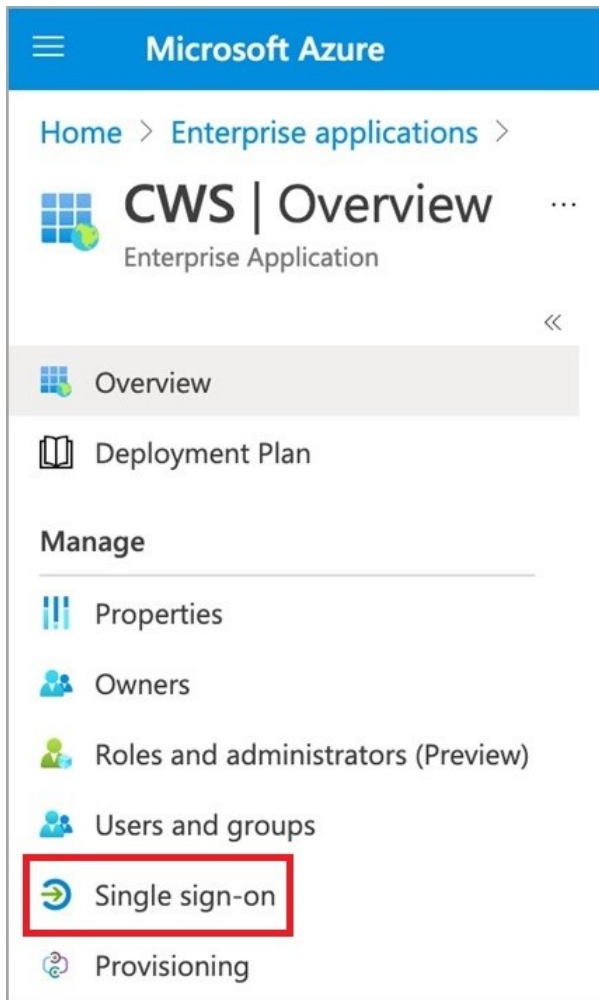 Microsoft Azure
Home > Enterprise applications >
CWS | Overview ...
Enterprise Application
«
Overview
Deployment Plan
Manage
Properties
Owners
Roles and administrators (Preview)
Users and groups
Single sign-on
Provisioning